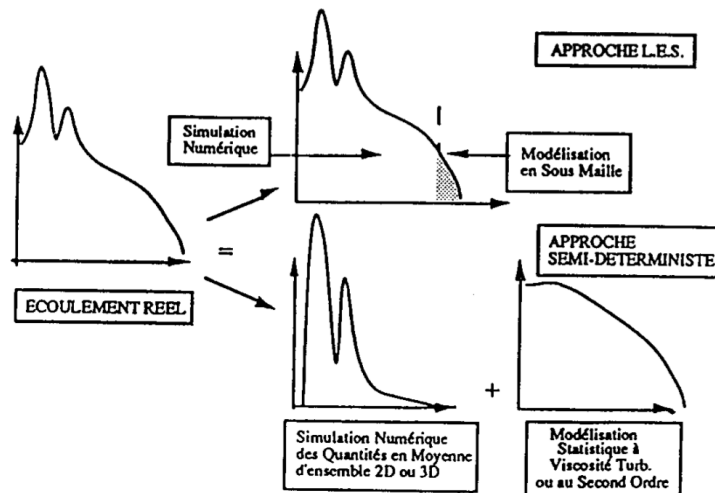 APPROCHE L.E.S.
Simulation
Numérique
Modélisation
en Sous Maille
ECOULEMENT REEL
=
APPROCHE
SEMI-DETERMINISTE
+
Simulation Numérique
des Quantités en Moyenne
d'ensemble 2D ou 3D
Modélisation
Statistique à
Viscosité Turb.
ou au Second Ordre